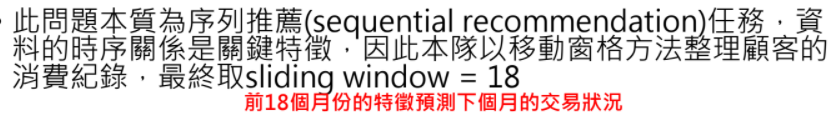 • 此問題本質為序列推薦(sequential recommendation)任務，資
料的時序關係是關鍵特徵，因此本隊以移動窗格方法整理顧客的
消費紀錄，最終取sliding window = 18
前18個月份的特徵預測下個月的交易狀況